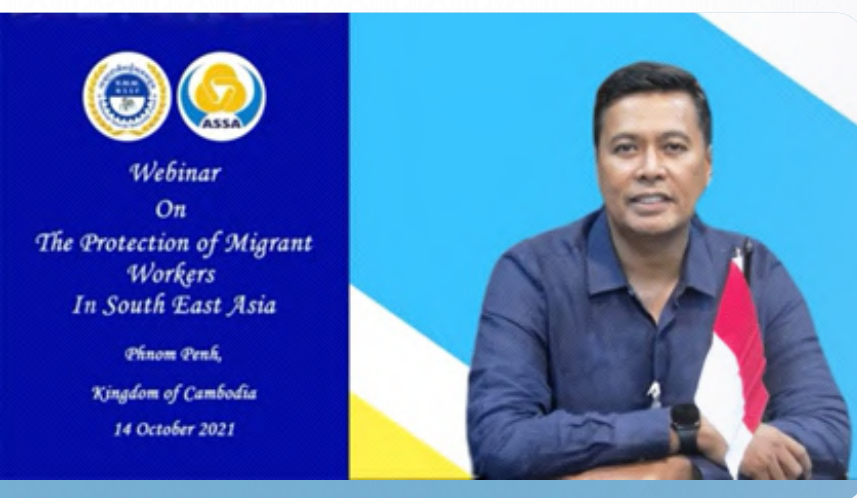 ASSA
Webinar
On
The Protection of Migrant
Workers
In South East Asia
Phnom Penh,
Kingdom of Cambodia
14 October 2021